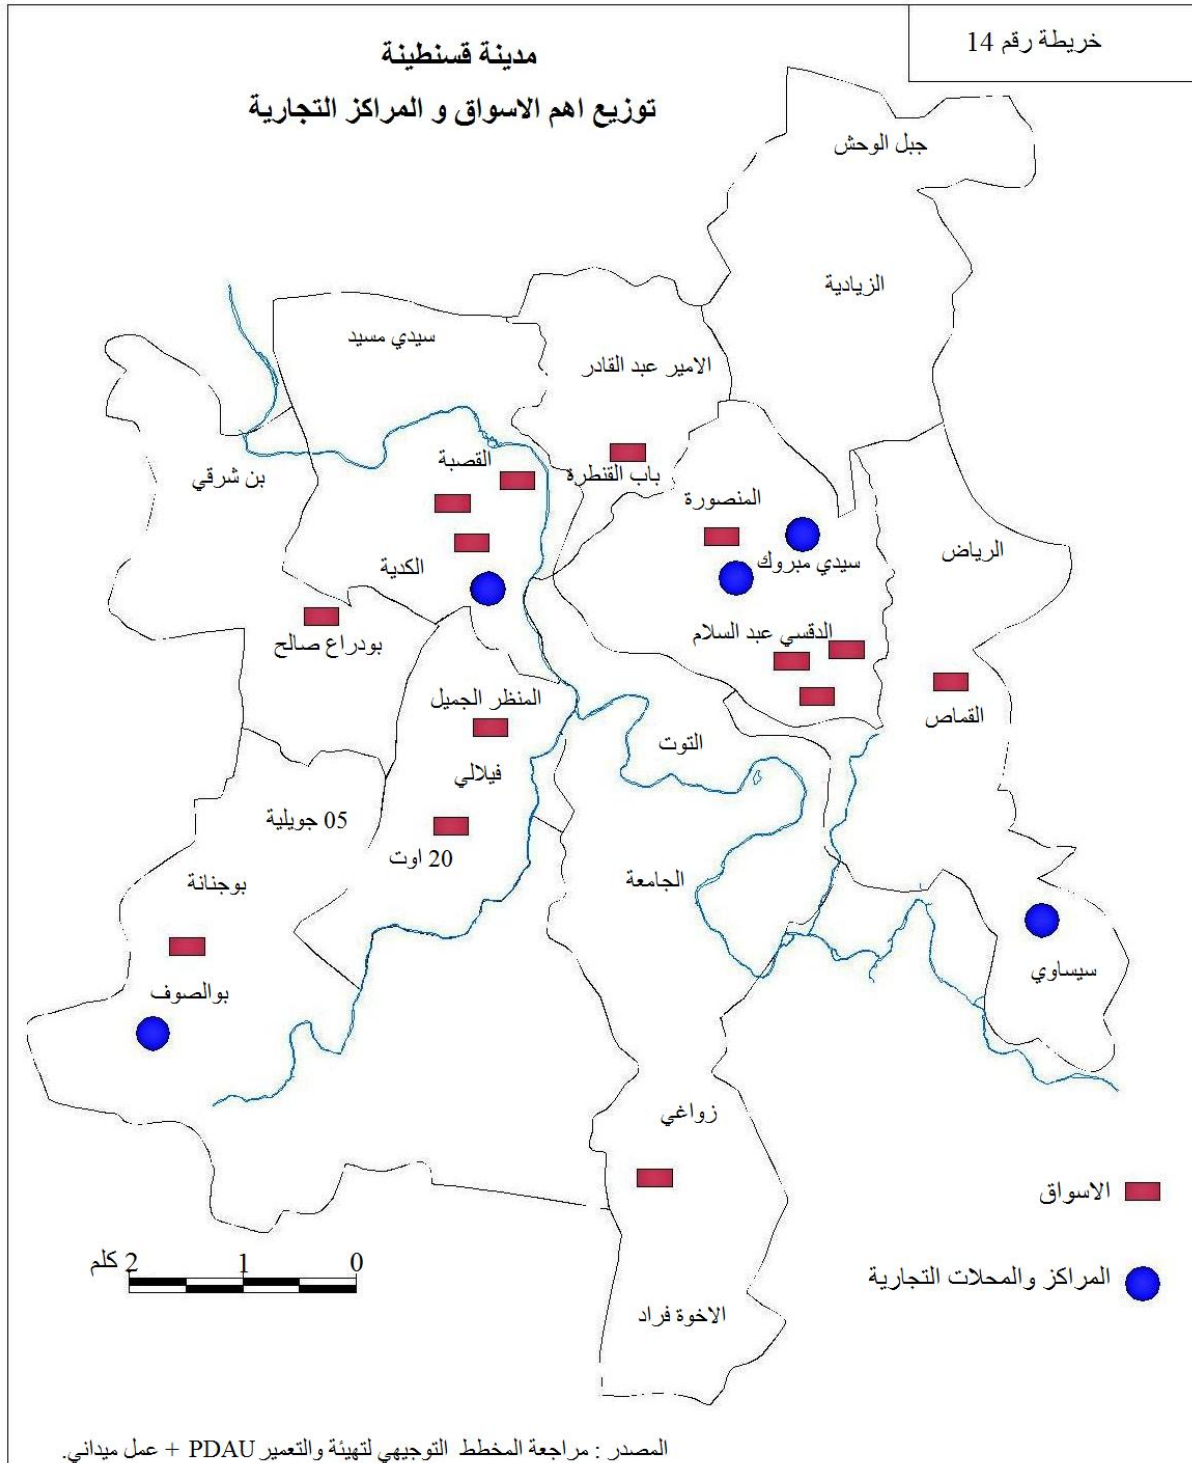 خريطة رقم 14
مدينة قسنطينة
توزيع اهم الاسواق و المراكز التجارية
جبل الوحش
الزيادية
سيدي مسيد
الامير عبد القادر
القصبة
باب القنطرة
بن شرقي
المنصورة
الرياض
الكدية
سيدي مبروك
الدقسي عبد السلام
بودراع صالح
المنظر الجميل
القماص
التوت
فيلالي
05 جويلية
20 اوت
بوجنانة
الجامعة
سيساوي
بوالصوف
زواغي
الاسواق
0 1 2 كلم
المراكز والمحلات التجارية
الاخوة فراد
المصدر : مراجعة المخطط التوجيهي لتهيئة والتعمير PDAU + عمل ميداني.